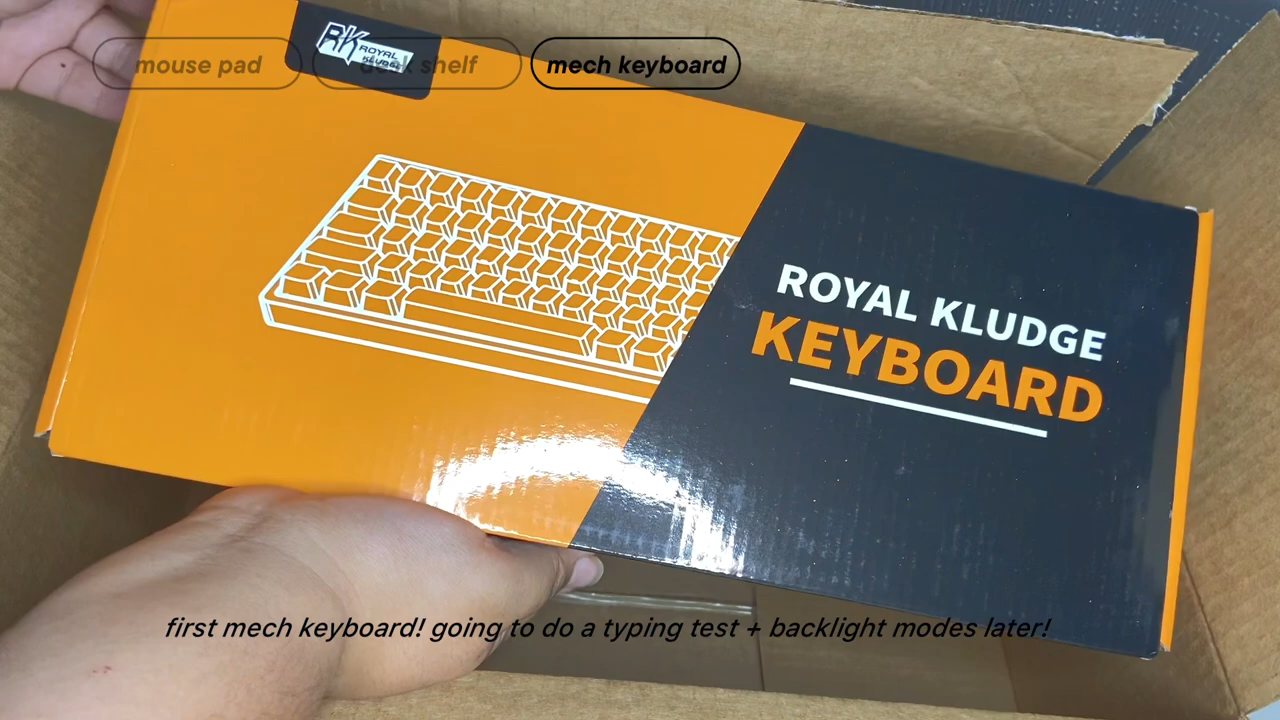 mouse pad
desk shelf
mech keyboard
RK ROYAL
KLUDGE
ROYAL KLUDGE
KEYBOARD
first mech keyboard! going to do a typing test + backlight modes later!